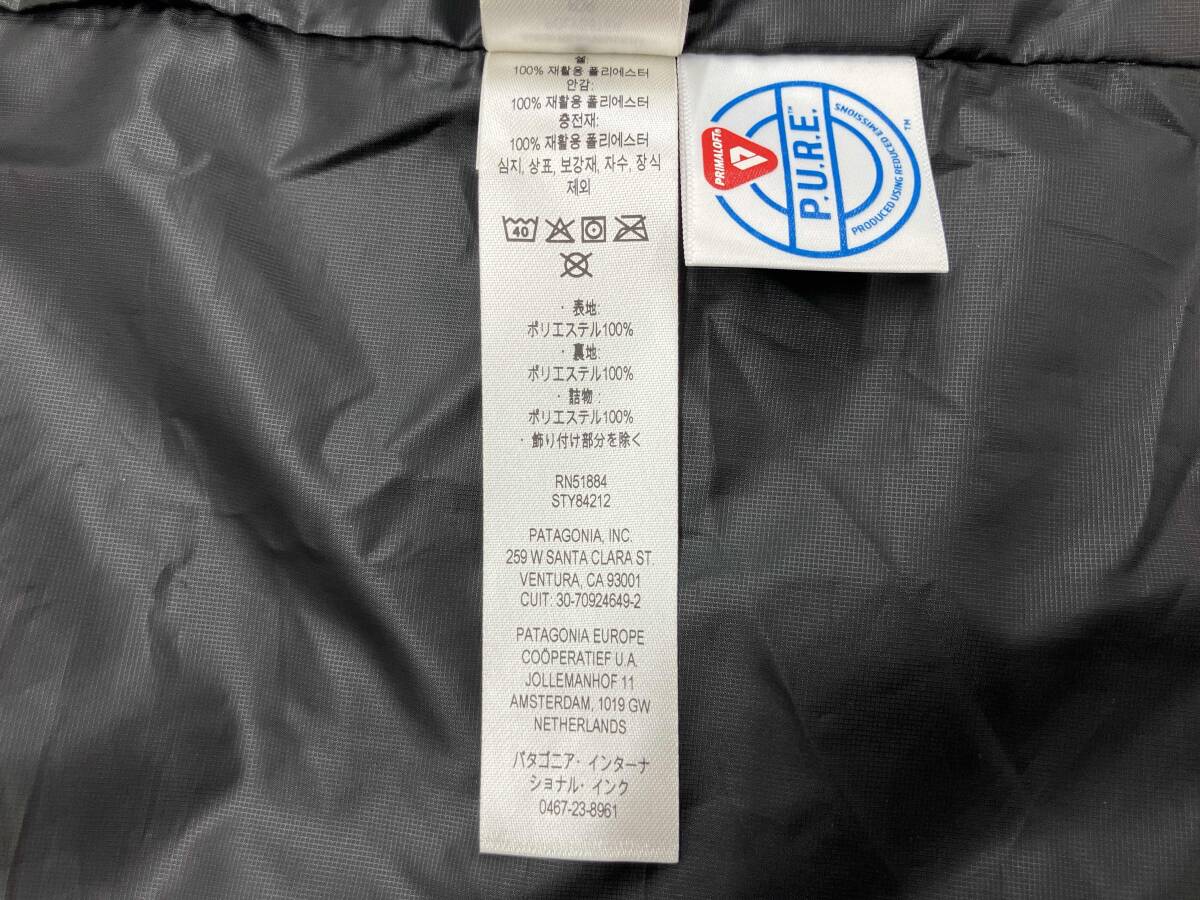 100% 재활용 폴리에스터
안감:
100% 재활용 폴리에스터
충전재:
100% 재활용 폴리에스터
심지, 상표, 보강재, 자수, 장식
제외
40
· 表地:
ポリエステル100%
· 裏地:
ポリエステル100%
· 詰物:
ポリエステル100%
· 飾り付け部分を除く
RN51884
STY84212
PATAGONIA, INC.
259 W SANTA CLARA ST.
VENTURA, CA 93001
CUIT: 30-70924649-2
PATAGONIA EUROPE
COÖPERATIEF U.A.
JOLLEMANHOF 11
AMSTERDAM, 1019 GW
NETHERLANDS
パタゴニア・インターナ
ショナル・インク
0467-23-8961
PRIMALOFT®
P.U.R.E.™
PRODUCED USING REDUCED EMISSIONS
™